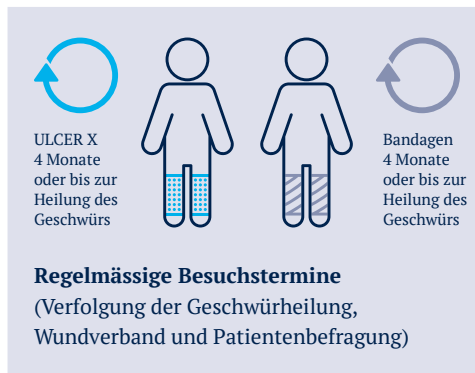 ULCER X
4 Monate
oder bis zur
Heilung des
Geschwürs
Bandagen
4 Monate
oder bis zur
Heilung des
Geschwürs
Regelmässige Besuchstermine
(Verfolgung der Geschwürheilung,
Wundverband und Patientenbefragung)